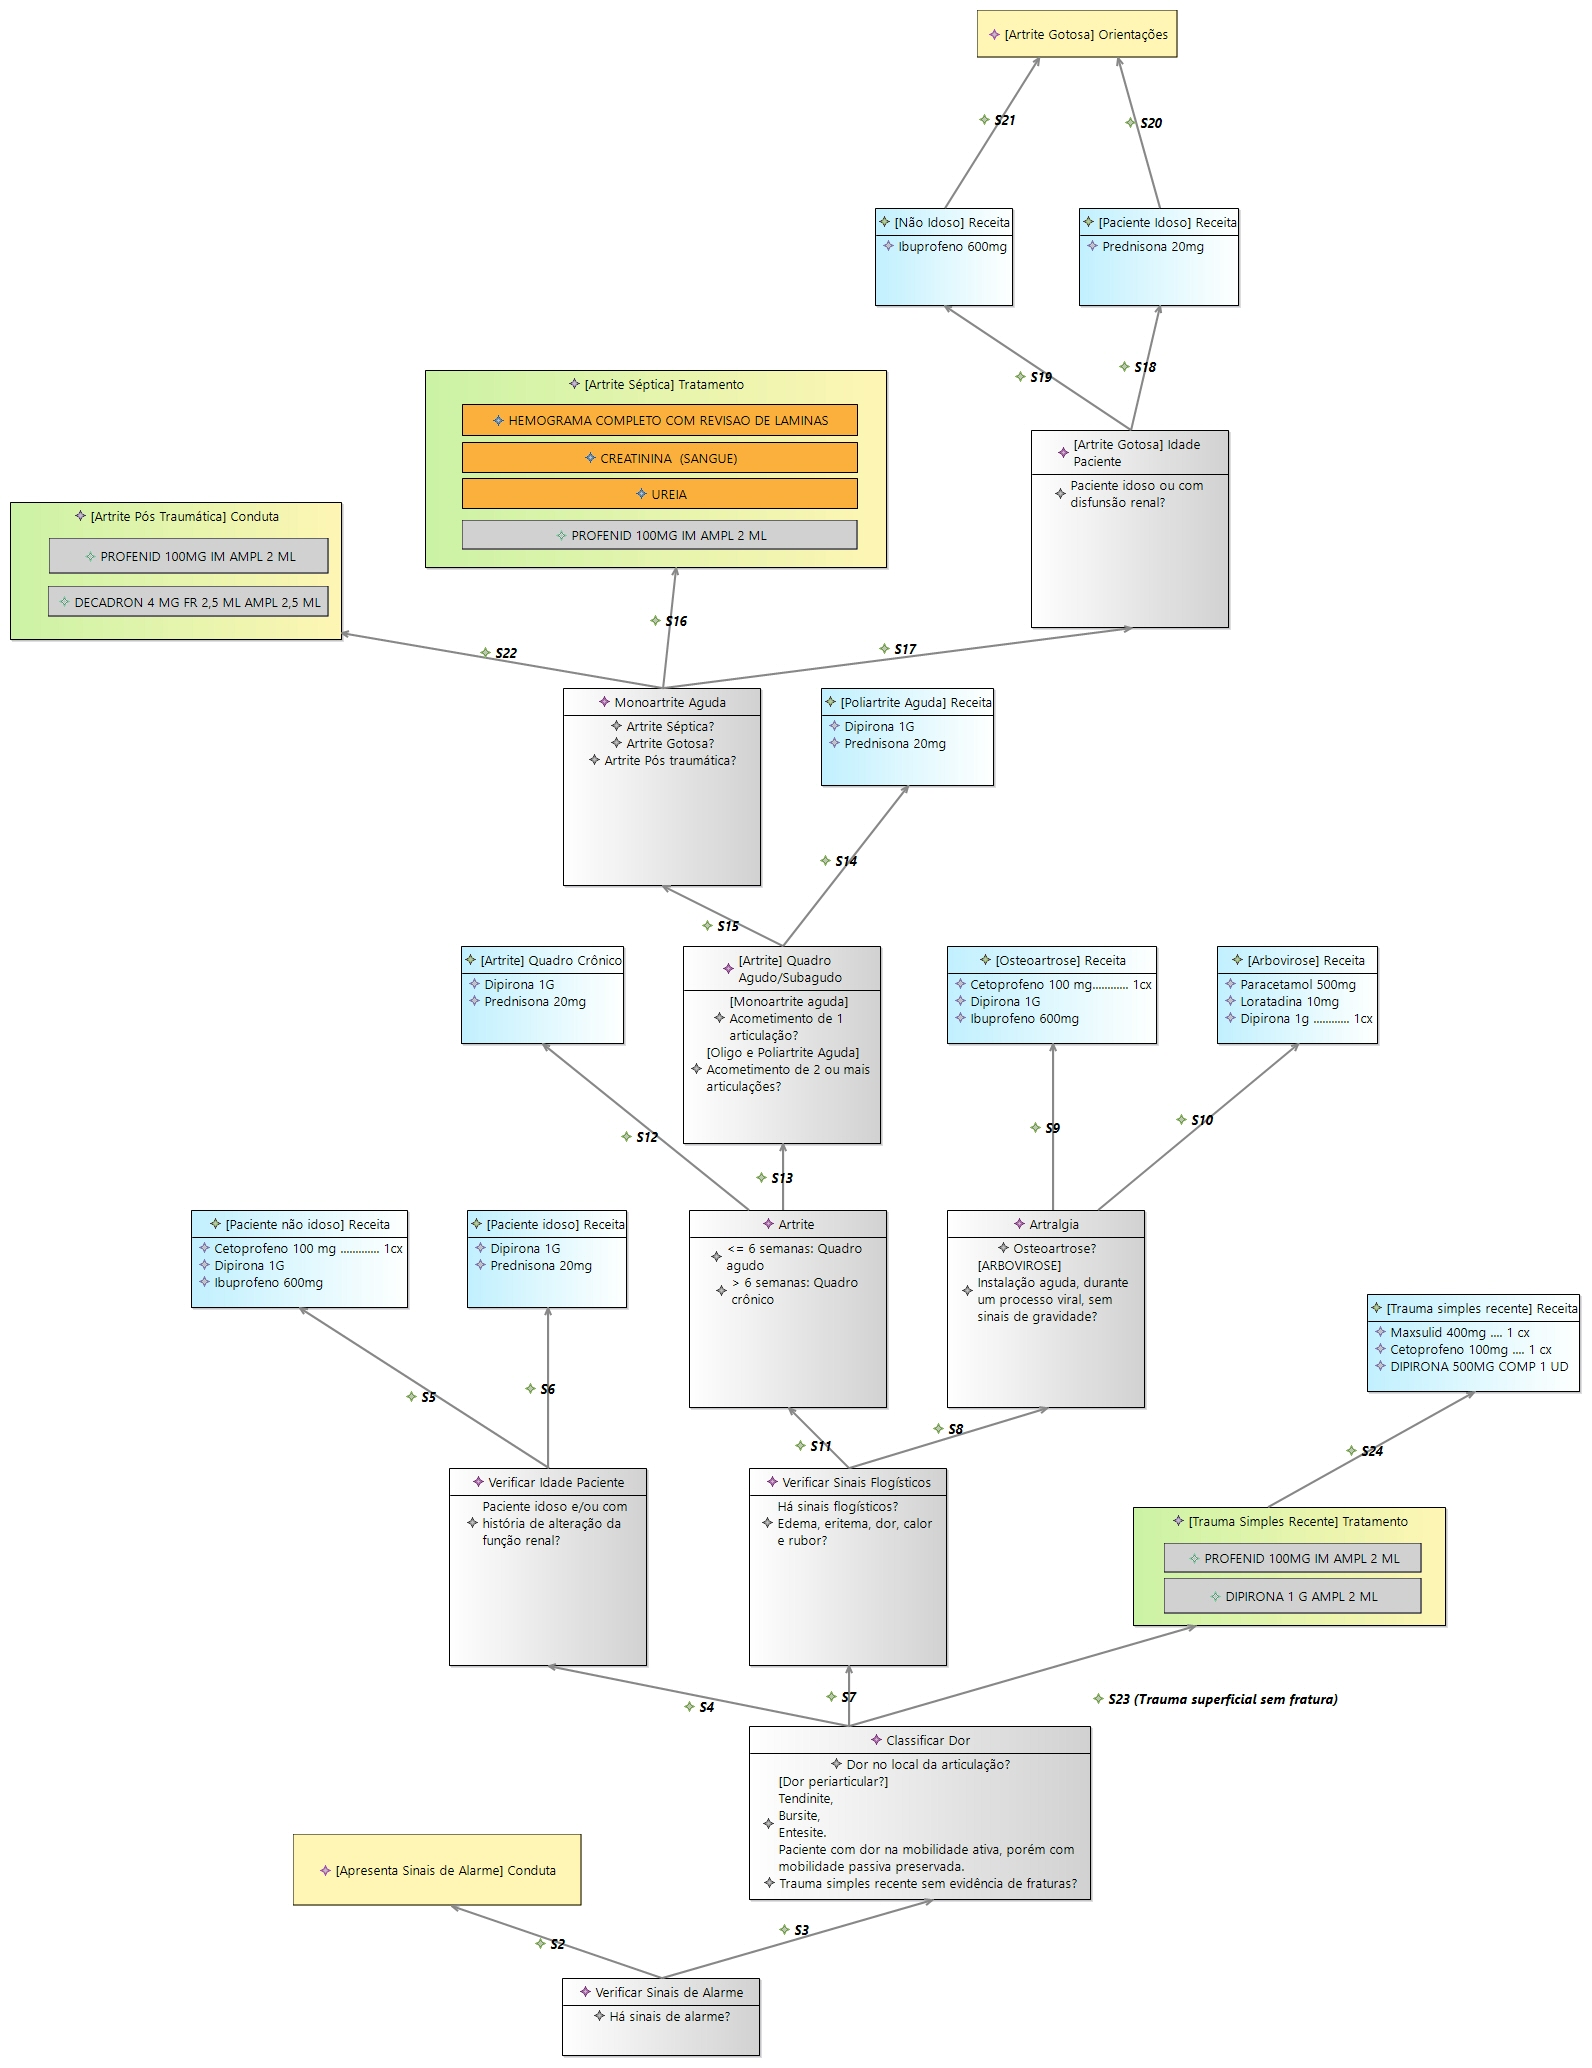 [Artrite Gotosa] Orientações
S21
S20
[Não Idoso] Receita
Ibuprofeno 600mg
[Paciente Idoso] Receita
Prednisona 20mg
S19
S18
[Artrite Séptica] Tratamento
HEMOGRAMA COMPLETO COM REVISAO DE LAMINAS
CREATININA (SANGUE)
UREIA
PROFENID 100MG IM AMPL 2 ML
[Artrite Gotosa] Idade
Paciente
Paciente idoso ou com
disfunsão renal?
[Artrite Pós Traumática] Conduta
PROFENID 100MG IM AMPL 2 ML
DECADRON 4 MG FR 2,5 ML AMPL 2,5 ML
S22
S16
S17
Monoartrite Aguda
Artrite Séptica?
Artrite Gotosa?
Artrite Pós traumática?
[Poliartrite Aguda] Receita
Dipirona 1G
Prednisona 20mg
S14
S15
[Artrite] Quadro Crônico
Dipirona 1G
Prednisona 20mg
[Artrite] Quadro
Agudo/Subagudo
[Monoartrite aguda]
Acometimento de 1
articulação?
[Oligo e Poliartrite Aguda]
Acometimento de 2 ou mais
articulações?
[Osteoartrose] Receita
Cetoprofeno 100 mg............ 1cx
Dipirona 1G
Ibuprofeno 600mg
[Arbovirose] Receita
Paracetamol 500mg
Loratadina 10mg
Dipirona 1g ............ 1cx
S12
S13
S9
S10
[Paciente não idoso] Receita
Cetoprofeno 100 mg ............ 1cx
Dipirona 1G
Ibuprofeno 600mg
[Paciente idoso] Receita
Dipirona 1G
Prednisona 20mg
Artrite
<= 6 semanas: Quadro
agudo
> 6 semanas: Quadro
crônico
Artralgia
Osteoartrose?
[ARBOVIROSE]
Instalação aguda, durante
um processo viral, sem
sinais de gravidade?
[Trauma simples recente] Receita
Maxsulid 400mg .... 1 cx
Cetoprofeno 100mg .... 1 cx
DIPIRONA 500MG COMP 1 UD
S5
S6
S11
S8
S24
Verificar Idade Paciente
Paciente idoso e/ou com
história de alteração da
função renal?
Verificar Sinais Flogísticos
Há sinais flogísticos?
Edema, eritema, dor, calor
e rubor?
[Trauma Simples Recente] Tratamento
PROFENID 100MG IM AMPL 2 ML
DIPIRONA 1 G AMPL 2 ML
S4
S7
S23 (Trauma superficial sem fratura)
Classificar Dor
Dor no local da articulação?
[Dor periarticular?]
Tendinite,
Bursite,
Entesite.
Paciente com dor na mobilidade ativa, porém com
mobilidade passiva preservada.
Trauma simples recente sem evidência de fraturas?
[Apresenta Sinais de Alarme] Conduta
S2
S3
Verificar Sinais de Alarme
Há sinais de alarme?